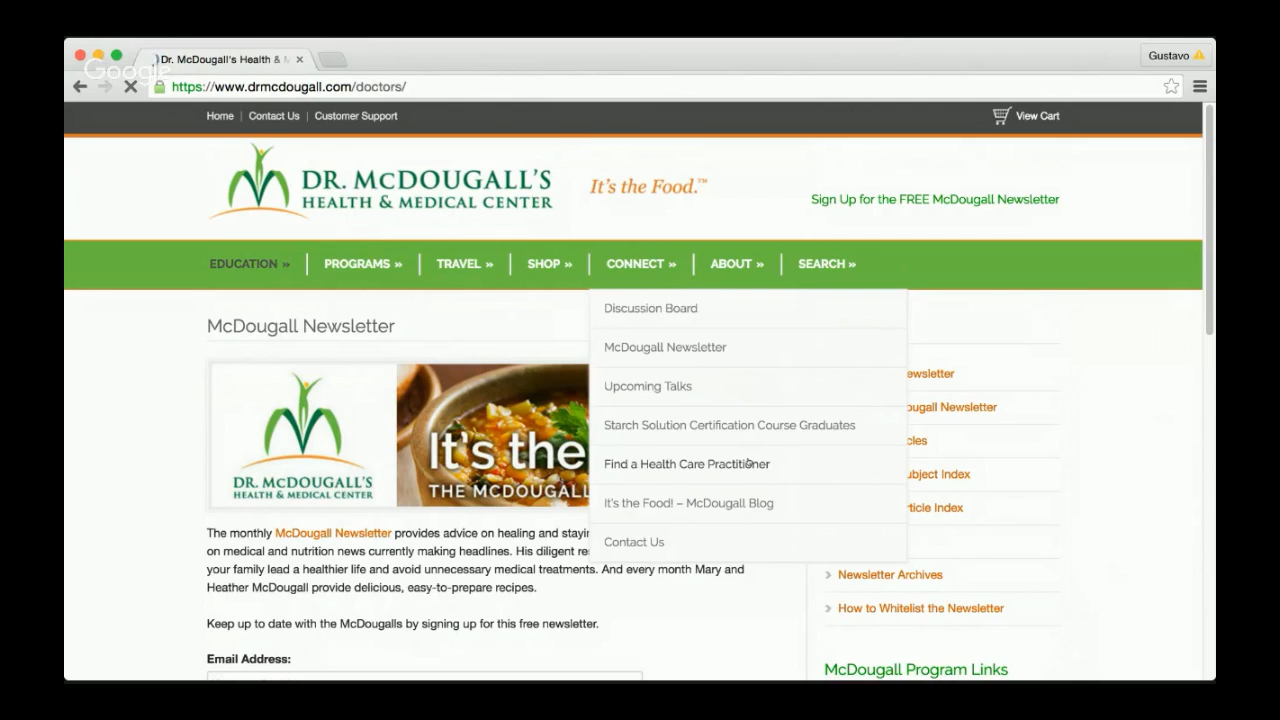 Dr. McDougall's Health & M
Gustavo
Google
https://www.drmcdougall.com/doctors/
Home | Contact Us | Customer Support
View Cart
DR. McDOUGALL'S
HEALTH & MEDICAL CENTER
It's the Food.™
Sign Up for the FREE McDougall Newsletter
EDUCATION » PROGRAMS » TRAVEL » SHOP » CONNECT » ABOUT » SEARCH »
Discussion Board
McDougall Newsletter
Upcoming Talks
Starch Solution Certification Course Graduates
Find a Health Care Practitioner
It's the Food! – McDougall Blog
Contact Us
McDougall Newsletter
DR. McDOUGALL'S
HEALTH & MEDICAL CENTER
It's the
THE MCDOUGALL
The monthly McDougall Newsletter provides advice on healing and
on medical and nutrition news currently making headlines. His diligent
your family lead a healthier life and avoid unnecessary medical treatments. And every month Mary and
Heather McDougall provide delicious, easy-to-prepare recipes.
Keep up to date with the McDougalls by signing up for this free newsletter.
Email Address:
ewsletter
ougall Newsletter
cles
ubject Index
rticle Index
Newsletter Archives
How to Whitelist the Newsletter
McDougall Program Links